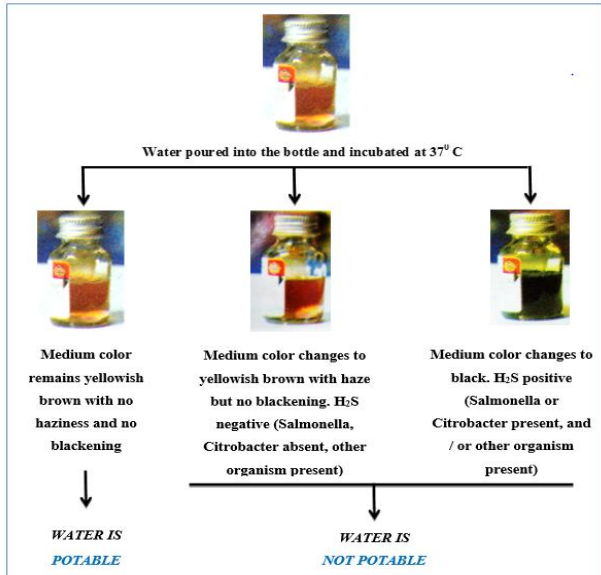 Water poured into the bottle and incubated at 37⁰ C
Medium color
remains yellowish
brown with no
haziness and no
blackening
Medium color changes to
yellowish brown with haze
but no blackening. H₂S
negative (Salmonella,
Citrobacter absent, other
organism present)
Medium color changes to
black. H₂S positive
(Salmonella or
Citrobacter present, and
/ or other organism
present)
WATER IS
POTABLE
WATER IS
NOT POTABLE